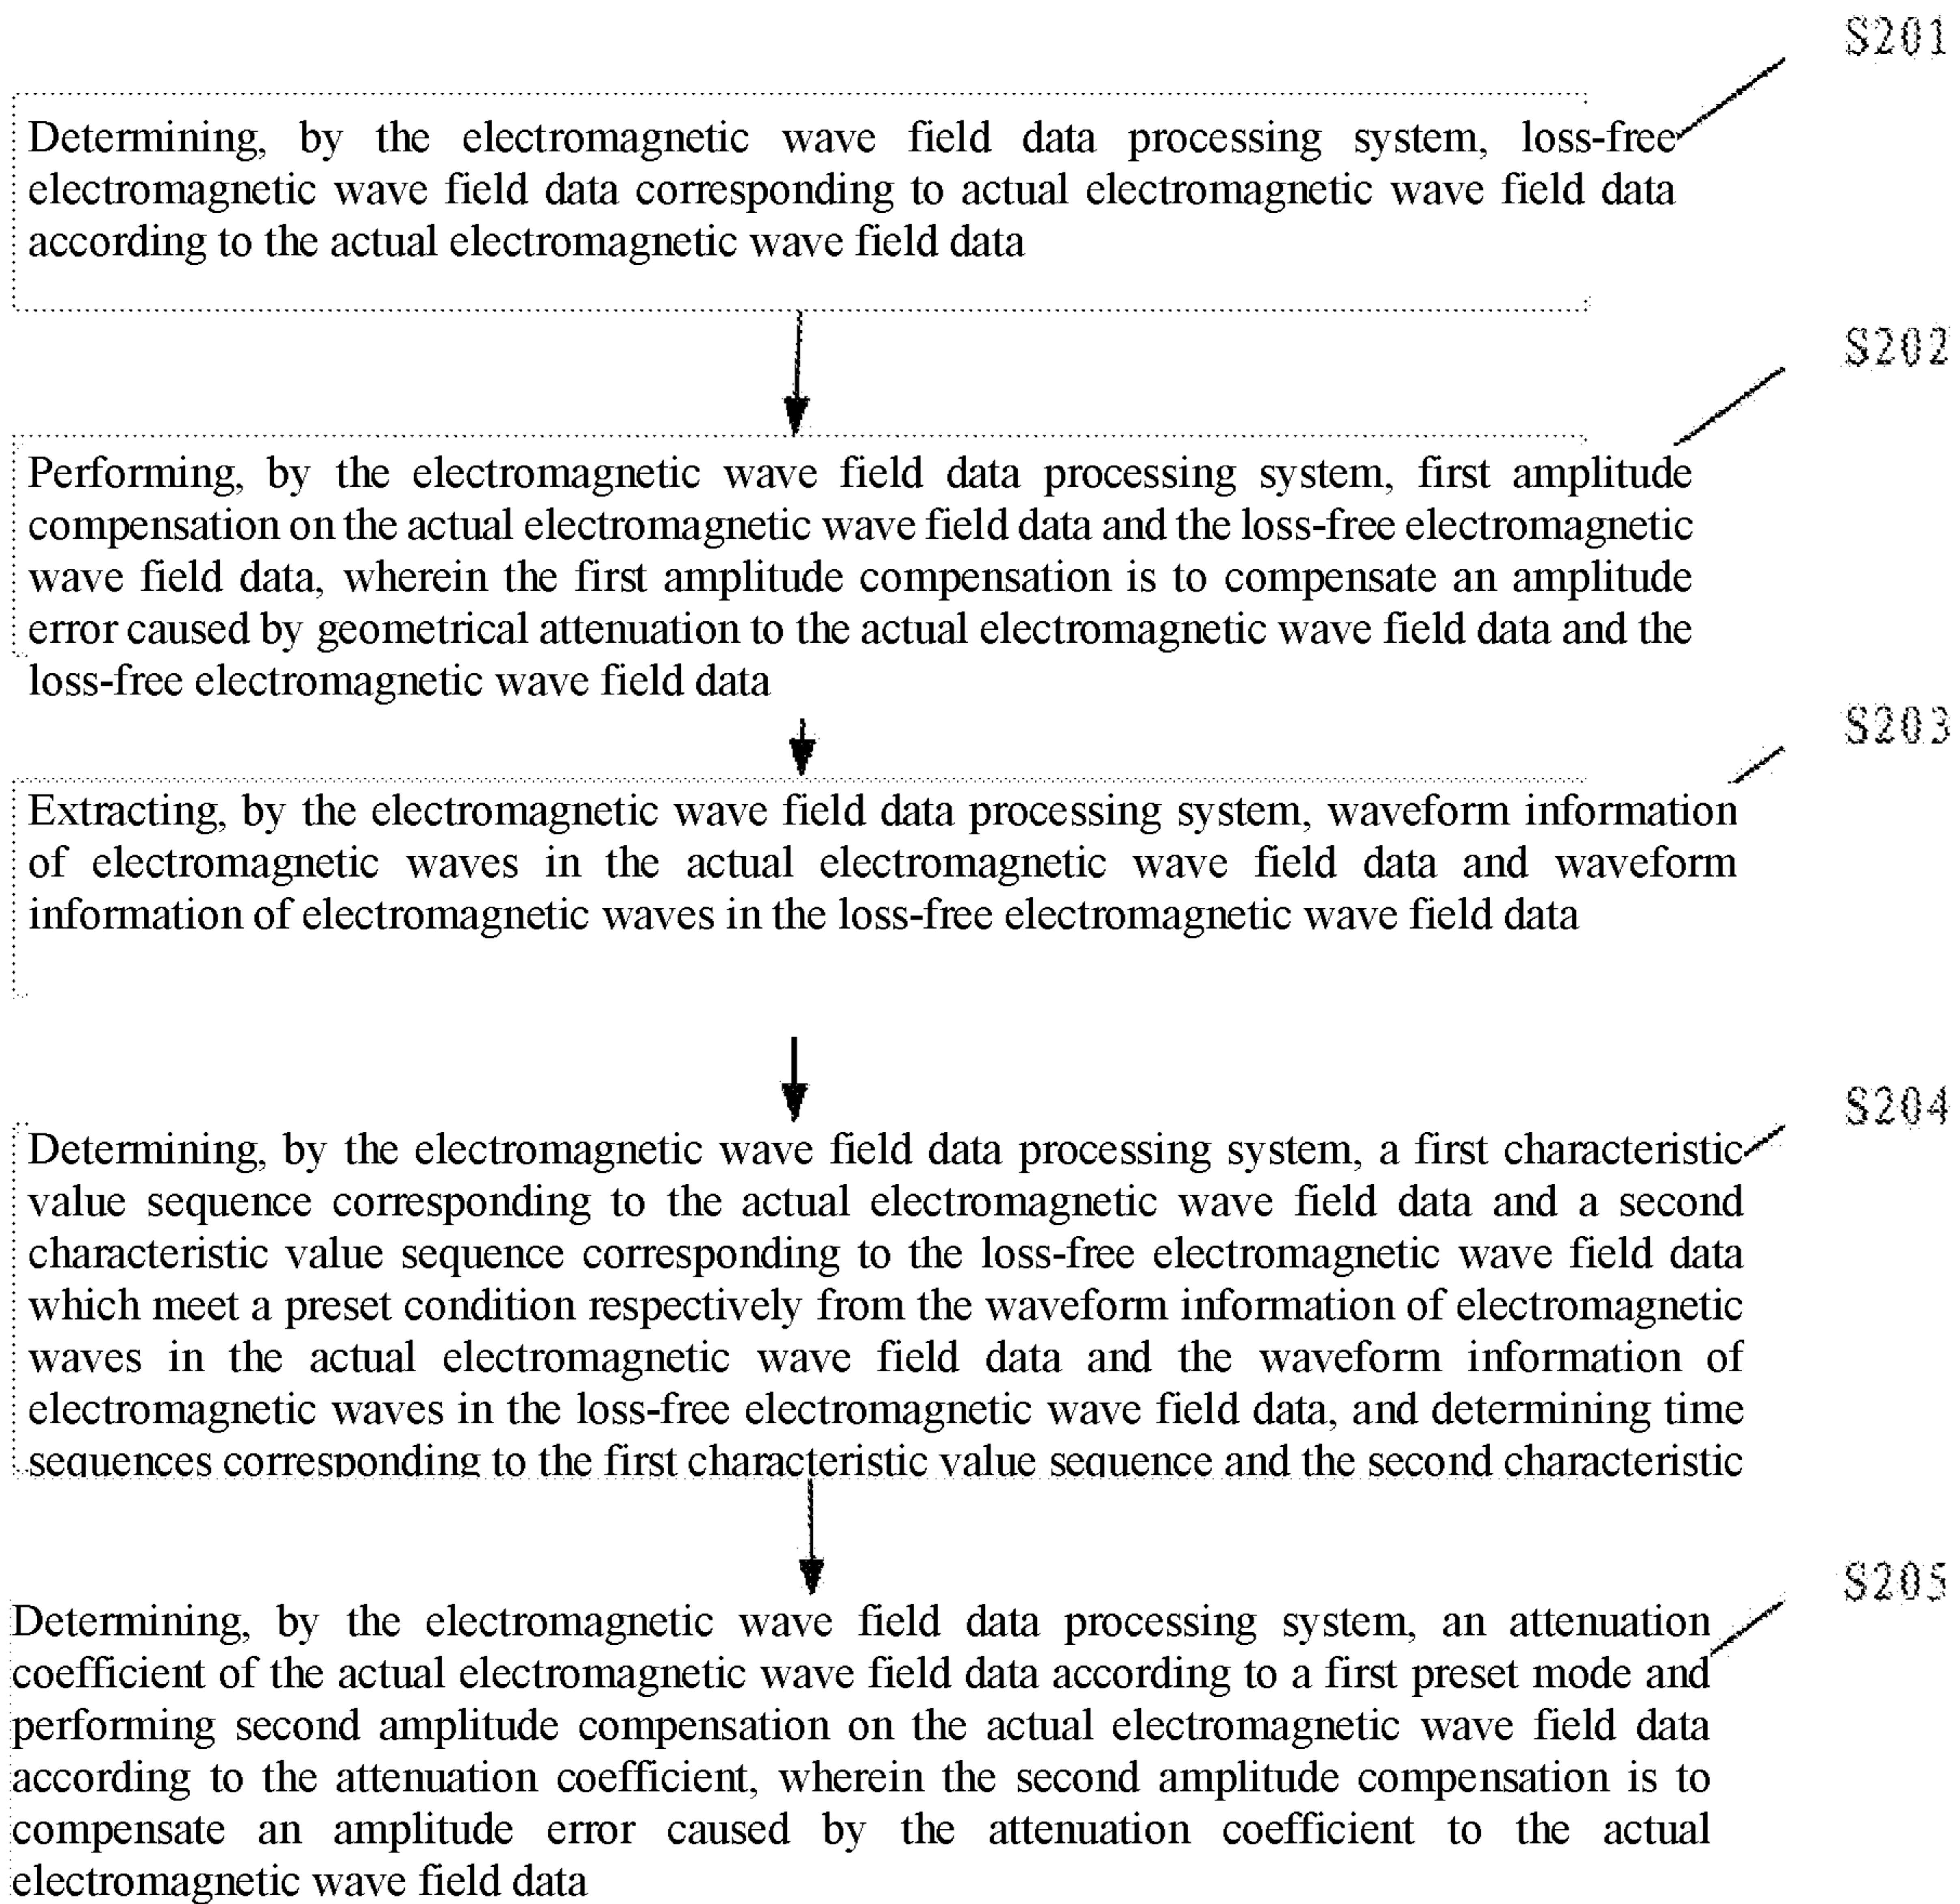 S201
Determining, by the electromagnetic wave field data processing system, loss-free
electromagnetic wave field data corresponding to actual electromagnetic wave field data
according to the actual electromagnetic wave field data
S202
Performing, by the electromagnetic wave field data processing system, first amplitude
compensation on the actual electromagnetic wave field data and the loss-free electromagnetic
wave field data, wherein the first amplitude compensation is to compensate an amplitude
error caused by geometrical attenuation to the actual electromagnetic wave field data and the
loss-free electromagnetic wave field data
S203
Extracting, by the electromagnetic wave field data processing system, waveform information
of electromagnetic waves in the actual electromagnetic wave field data and waveform
information of electromagnetic waves in the loss-free electromagnetic wave field data
S204
Determining, by the electromagnetic wave field data processing system, a first characteristic
value sequence corresponding to the actual electromagnetic wave field data and a second
characteristic value sequence corresponding to the loss-free electromagnetic wave field data
which meet a preset condition respectively from the waveform information of electromagnetic
waves in the actual electromagnetic wave field data and the waveform information of
electromagnetic waves in the loss-free electromagnetic wave field data, and determining time
sequences corresponding to the first characteristic value sequence and the second characteristic
S205
Determining, by the electromagnetic wave field data processing system, an attenuation
coefficient of the actual electromagnetic wave field data according to a first preset mode and
performing second amplitude compensation on the actual electromagnetic wave field data
according to the attenuation coefficient, wherein the second amplitude compensation is to
compensate an amplitude error caused by the attenuation coefficient to the actual
electromagnetic wave field data